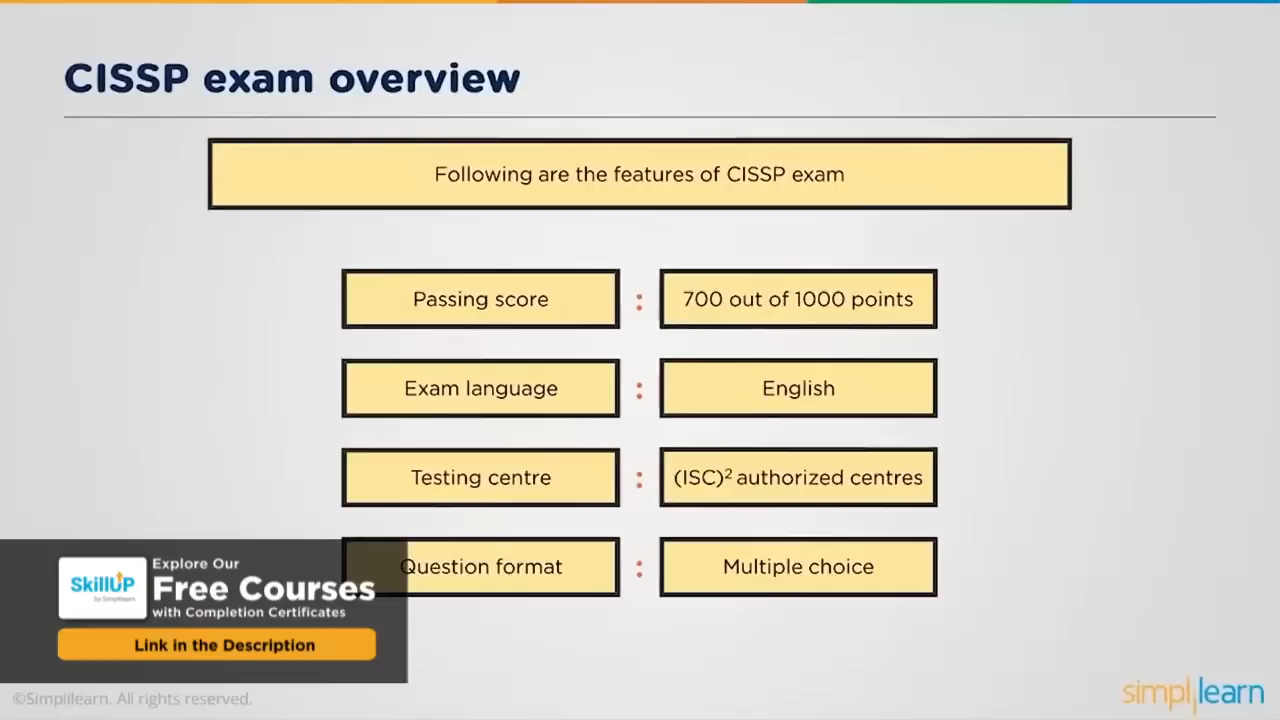 CISSP exam overview
Following are the features of CISSP exam
Passing score : 700 out of 1000 points
Exam language : English
Testing centre : (ISC)² authorized centres
Question format : Multiple choice
SkillUP
by Simplilearn
Explore Our
Free Courses
with Completion Certificates
Link in the Description
©Simplilearn. All rights reserved.
simplilearn